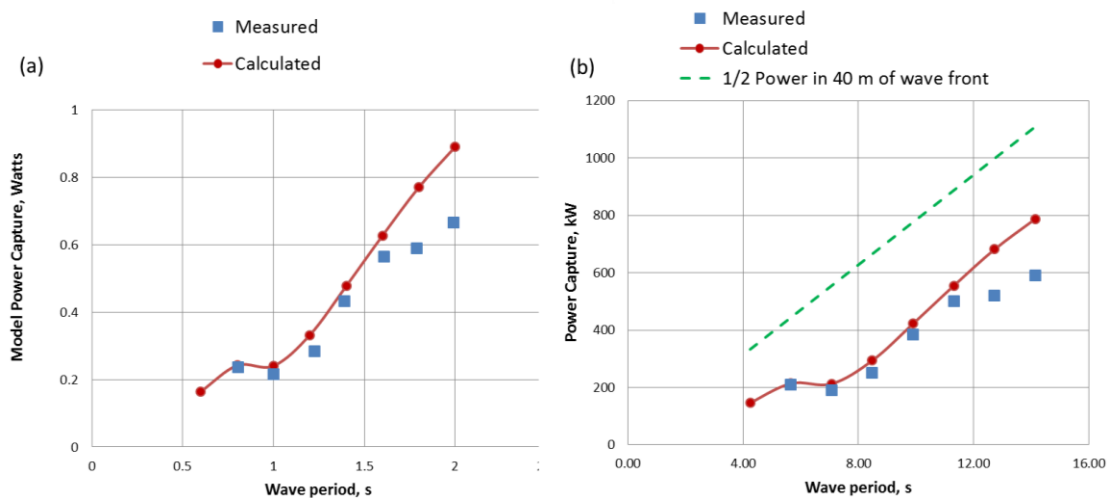 (a)
Measured
Calculated
Model Power Capture, Watts
1
0.8
0.6
0.4
0.2
0
0
0.5
1
1.5
2
Wave period, s
(b)
Measured
Calculated
1/2 Power in 40 m of wave front
Power Capture, kW
1200
1000
800
600
400
200
0
0.00
4.00
8.00
12.00
16.00
Wave period, s